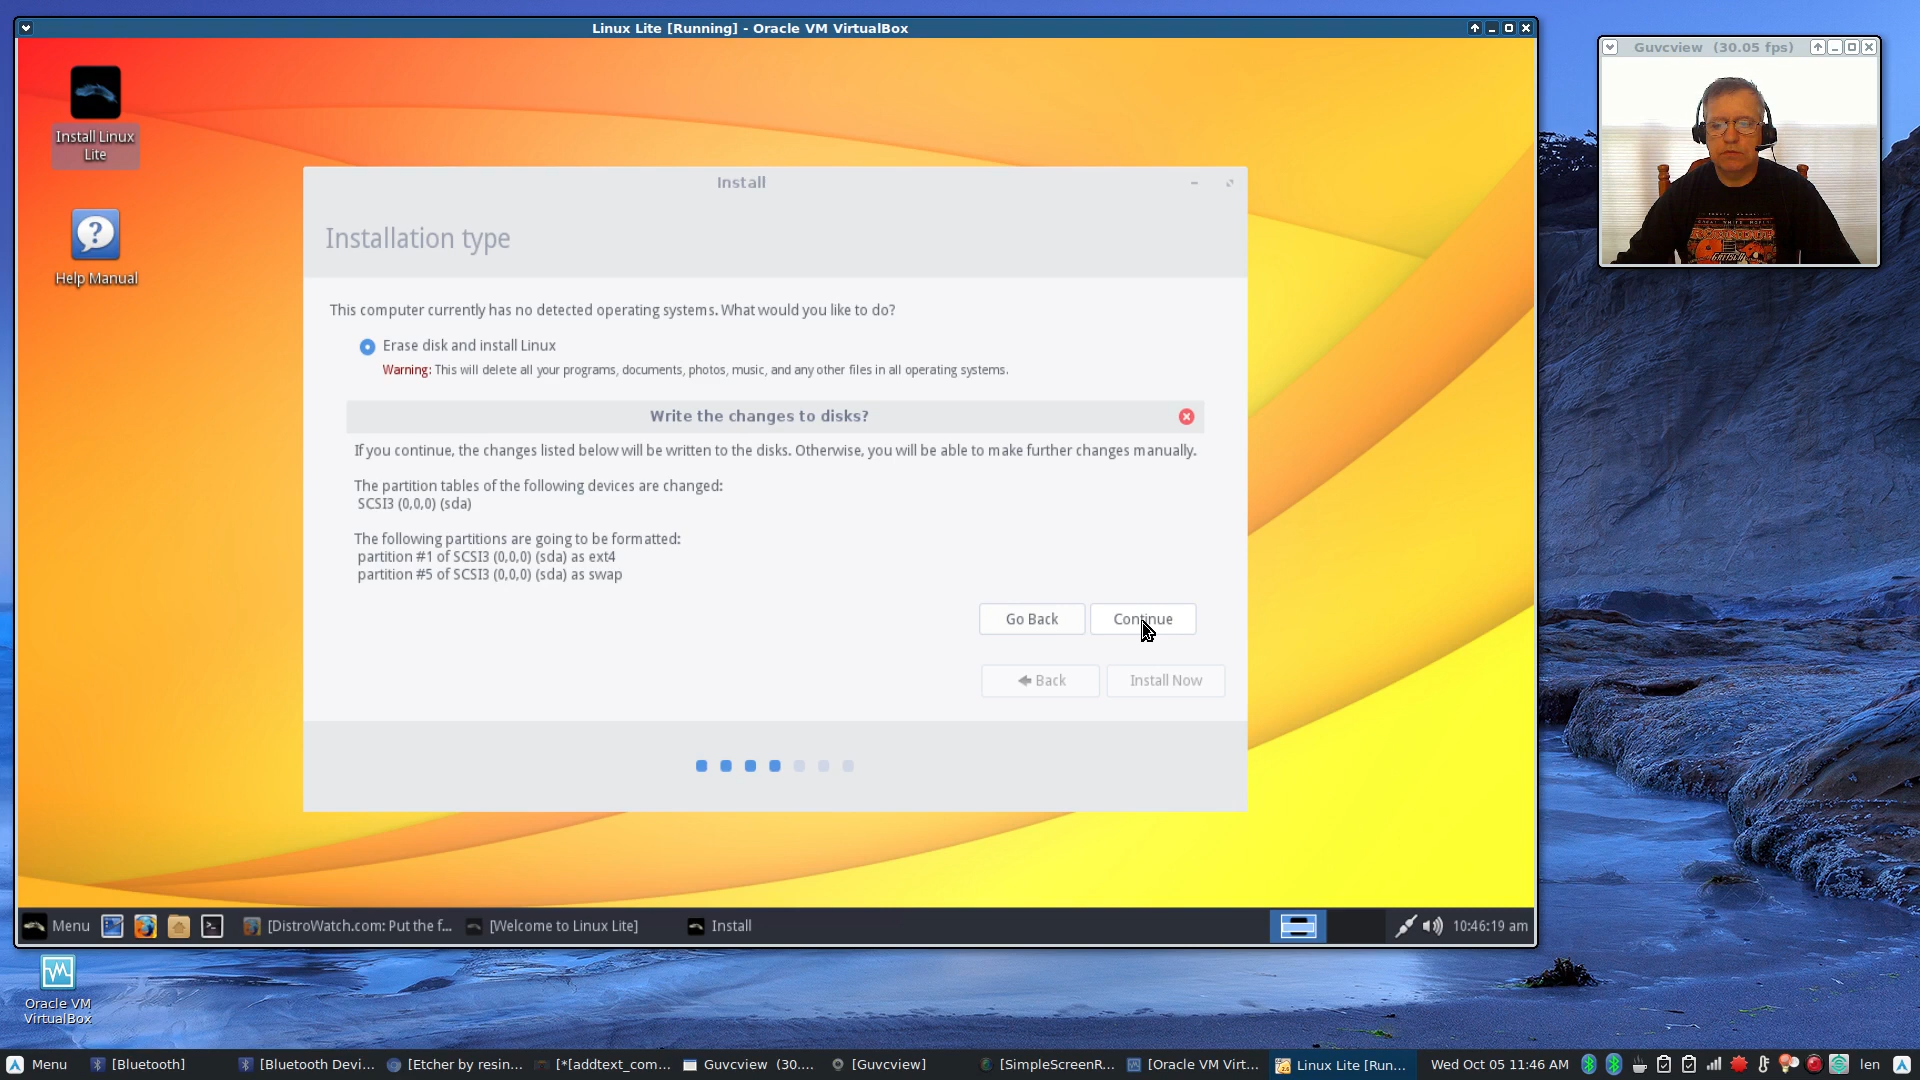 Linux Lite [Running] - Oracle VM VirtualBox
Guvcview (30.05 fps)
Install Linux
Lite
Help Manual
Install
Installation type
This computer currently has no detected operating systems. What would you like to do?
Erase disk and install Linux
Warning: This will delete all your programs, documents, photos, music, and any other files in all operating systems.
Write the changes to disks?
If you continue, the changes listed below will be written to the disks. Otherwise, you will be able to make further changes manually.
The partition tables of the following devices are changed:
SCSI3 (0,0,0) (sda)
The following partitions are going to be formatted:
partition #1 of SCSI3 (0,0,0) (sda) as ext4
partition #5 of SCSI3 (0,0,0) (sda) as swap
Go Back
Continue
Back
Install Now
Menu
[DistroWatch.com: Put the f...
[Welcome to Linux Lite]
Install
10:46:19 am
Oracle VM
VirtualBox
Menu
[Bluetooth]
[Bluetooth Devi...
[Etcher by resin...
[*[addtext_com...
Guvcview (30....
[Guvcview]
[SimpleScreenR...
[Oracle VM Virt...
Linux Lite [Run...
Wed Oct 05 11:46 AM
len